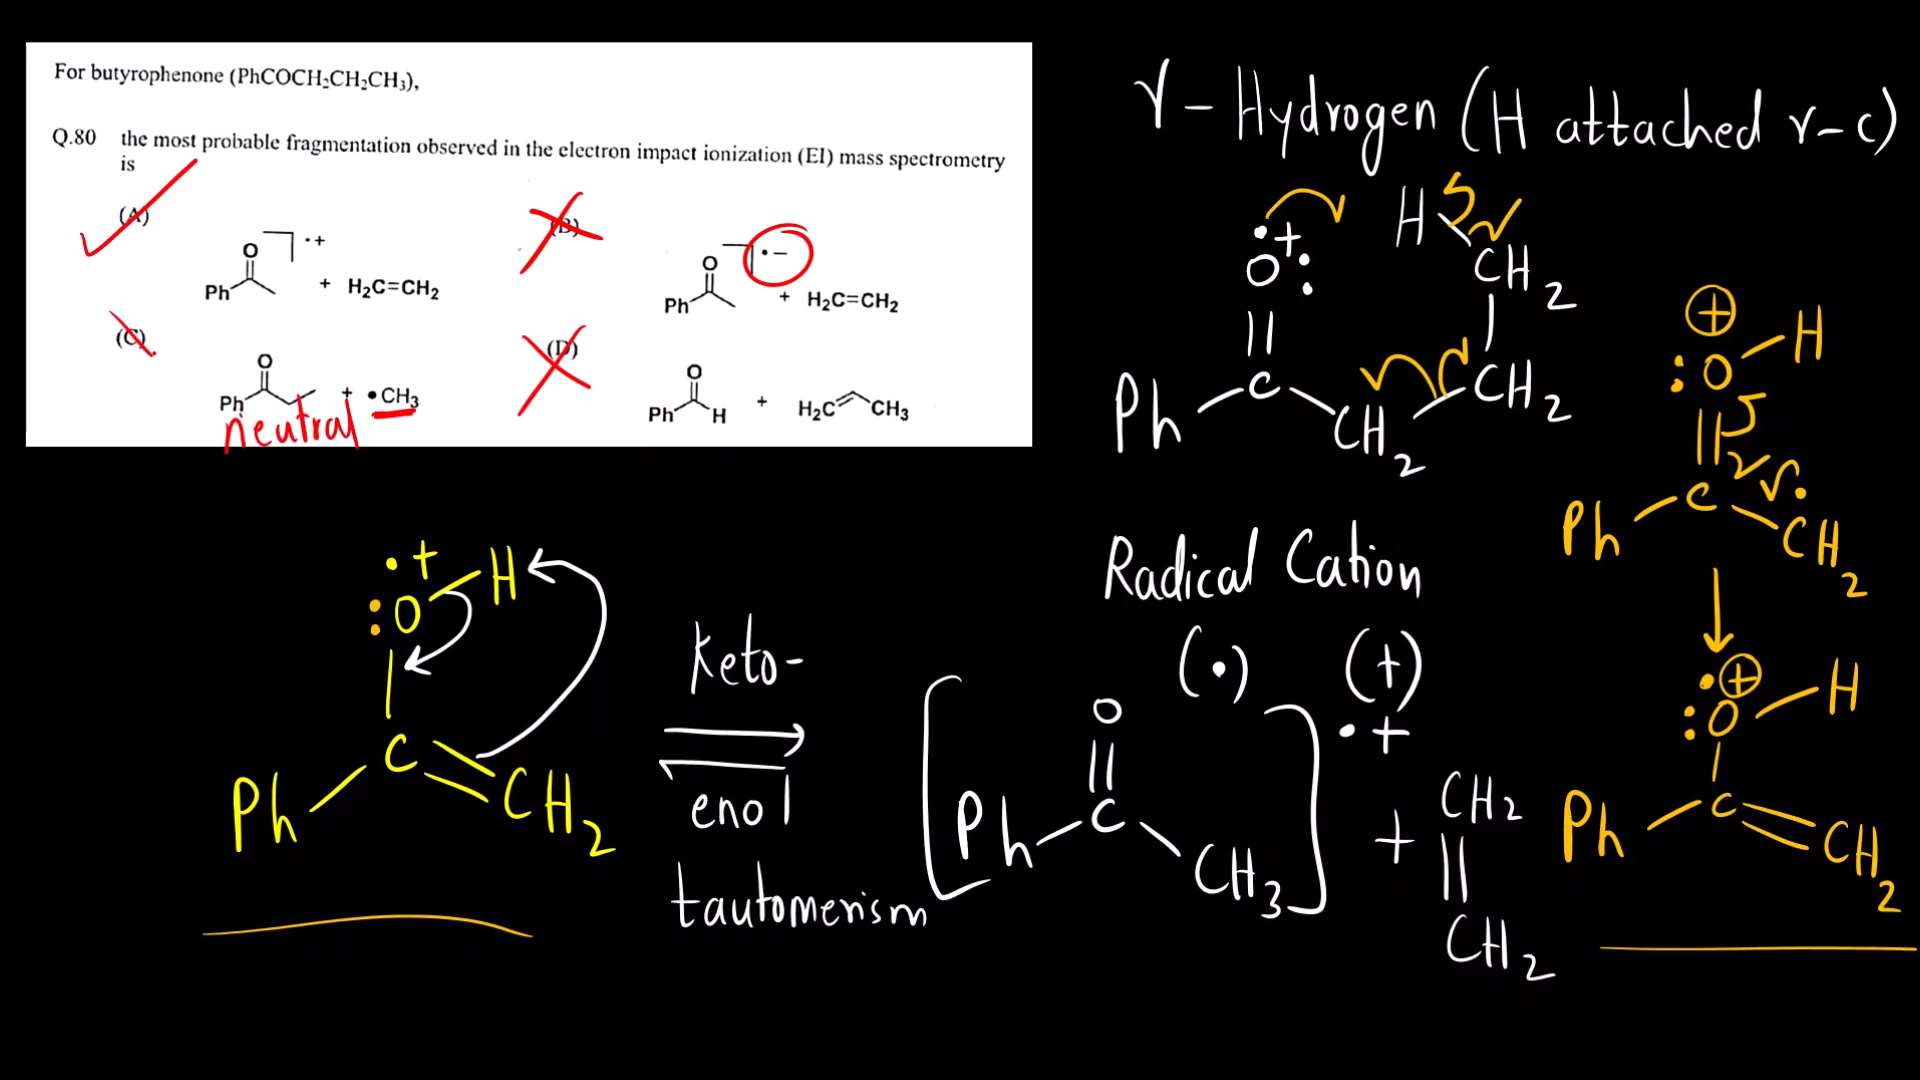 For butyrophenone (PhCOCH₂CH₂CH₃),
Q.80 the most probable fragmentation observed in the electron impact ionization (EI) mass spectrometry
is
(A)
O
Ph
·+
+ H₂C=CH₂
(B)
O
Ph
·−
+ H₂C=CH₂
(C)
O
Ph
+ •CH₃
neutral
(D)
O
Ph H
+ H₂C CH₃
γ- Hydrogen (H attached γ-c)
·+ H
O: CH₂
Ph C CH₂ CH₂
Radical Cation
(·) (+)
+
:O H
Ph C ·CH₂
·+
:O H
Ph C CH₂
·+
:O H
Ph C CH₂
Keto-
enol
tautomerism
O
Ph C CH₃
·+
+ CH₂
CH₂